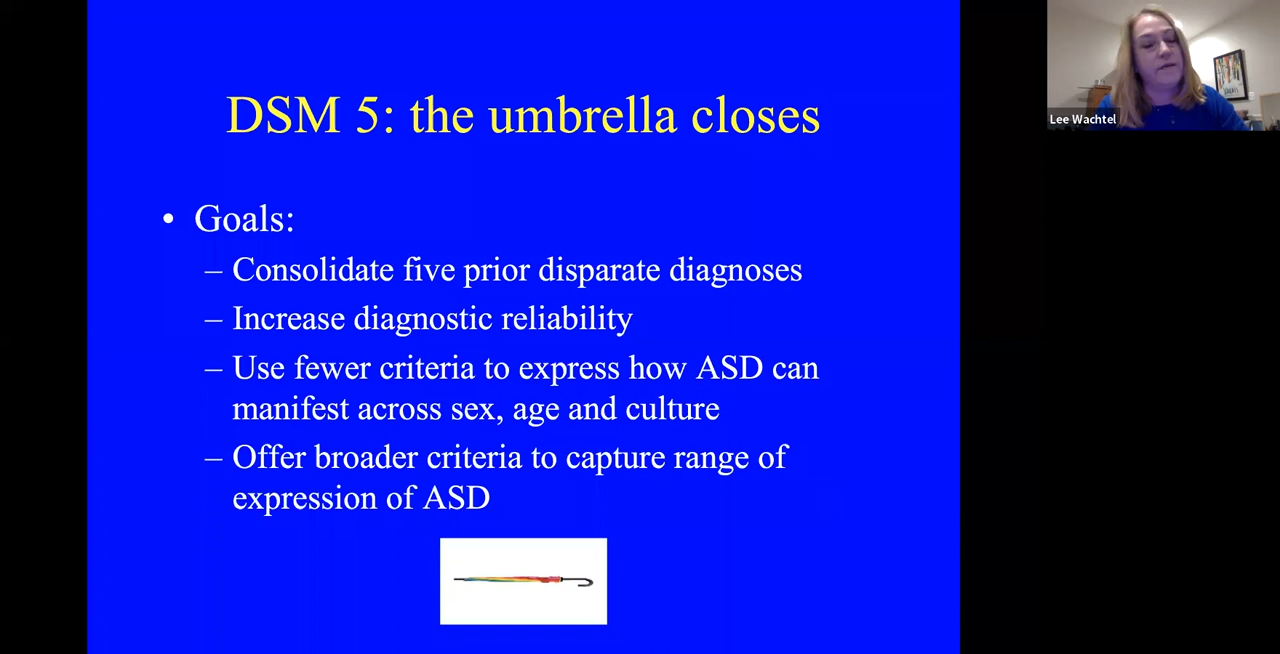 DSM 5: the umbrella closes
• Goals:
– Consolidate five prior disparate diagnoses
– Increase diagnostic reliability
– Use fewer criteria to express how ASD can
manifest across sex, age and culture
– Offer broader criteria to capture range of
expression of ASD
Lee Wachtel